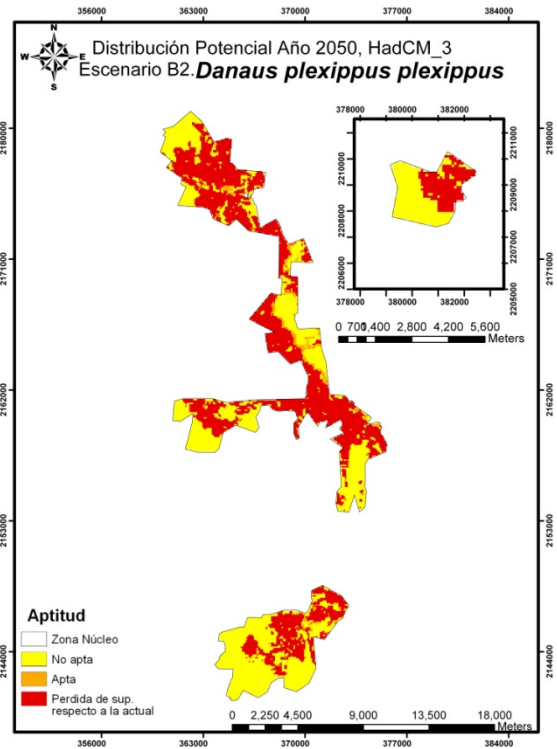 356000 363000 370000 377000 384000
N
W E
S
Distribución Potencial Año 2050, HadCM_3
Escenario B2. Danaus plexippus plexippus
378000 380000 382000
2211000
2210000
2209000
2208000
2207000
2206000
2205000
2210000
2208000
2206000
378000 380000 382000
0 700 1,400 2,800 4,200 5,600
Meters
2180000
2171000
2162000
2153000
2144000
2180000
2171000
2162000
2153000
2144000
Aptitud
Zona Núcleo
No apta
Apta
Perdida de sup.
respecto a la actual
0 2,250 4,500 9,000 13,500 18,000
Meters
356000 363000 370000 377000 384000